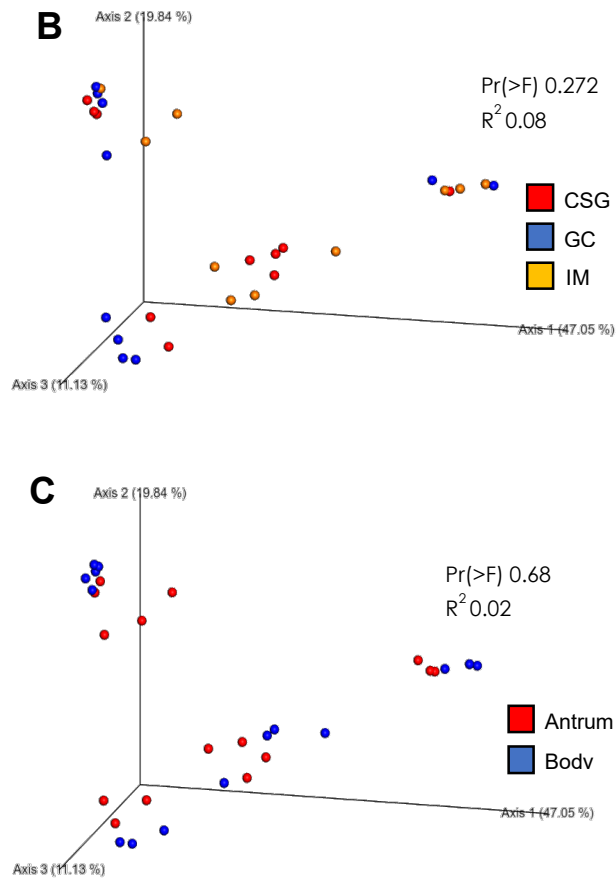 B
Axis 2 (19.84 %)
Pr(>F) 0.272
R² 0.08
CSG
GC
IM
Axis 1 (47.05 %)
Axis 3 (11.13 %)
C
Axis 2 (19.84 %)
Pr(>F) 0.68
R² 0.02
Antrum
Bodv
Axis 1 (47.05 %)
Axis 3 (11.13 %)